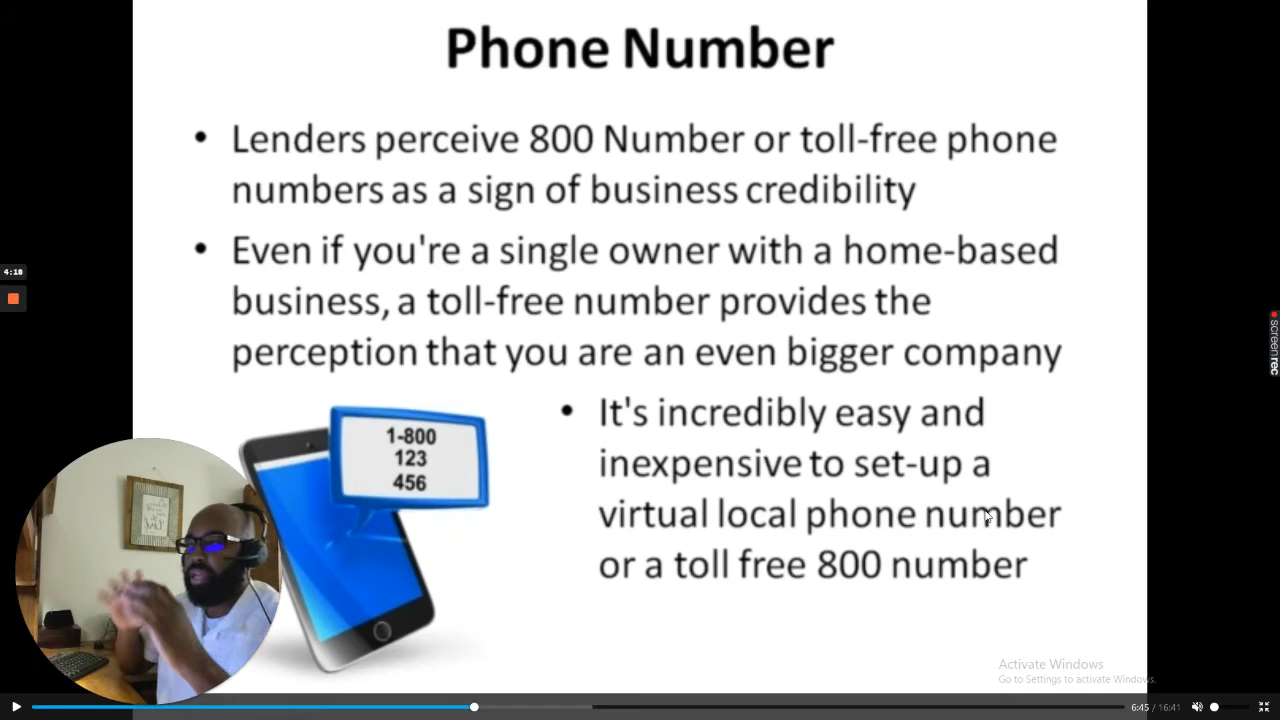 Phone Number
• Lenders perceive 800 Number or toll-free phone
numbers as a sign of business credibility
• Even if you're a single owner with a home-based
business, a toll-free number provides the
perception that you are an even bigger company
• It's incredibly easy and
inexpensive to set-up a
virtual local phone number
or a toll free 800 number
1-800
123
456
4:18
screenrec
Activate Windows
Go to Settings to activate Windows.
6:45 / 16:41